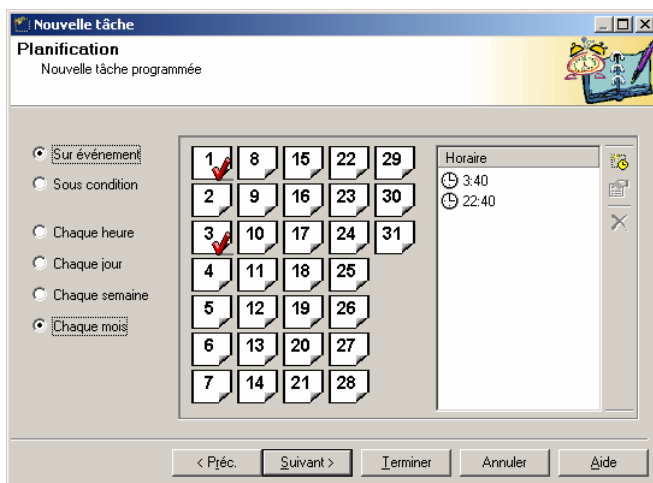 Nouvelle tâche
Planification
Nouvelle tâche programmée
Sur événement
Sous condition
Chaque heure
Chaque jour
Chaque semaine
Chaque mois
1 8 15 22 29
2 9 16 23 30
3 10 17 24 31
4 11 18 25
5 12 19 26
6 13 20 27
7 14 21 28
Horaire
3:40
22:40
< Préc.
Suivant >
Terminer
Annuler
Aide